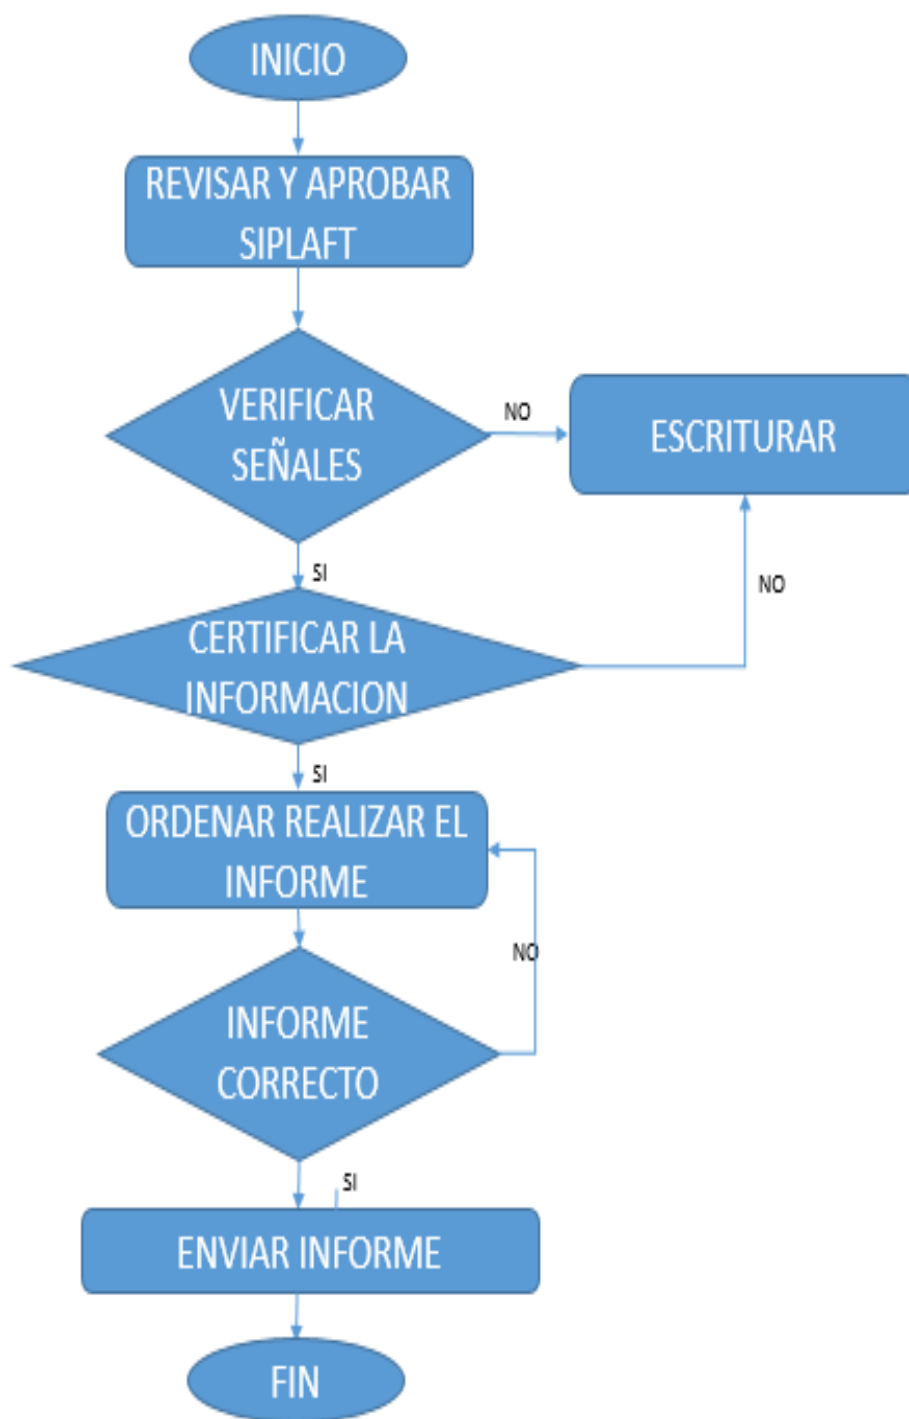 INICIO
REVISAR Y APROBAR
SIPLAFT
VERIFICAR
SEÑALES
NO
ESCRITURAR
SI
CERTIFICAR LA
INFORMACION
NO
SI
ORDENAR REALIZAR EL
INFORME
NO
INFORME
CORRECTO
SI
ENVIAR INFORME
FIN